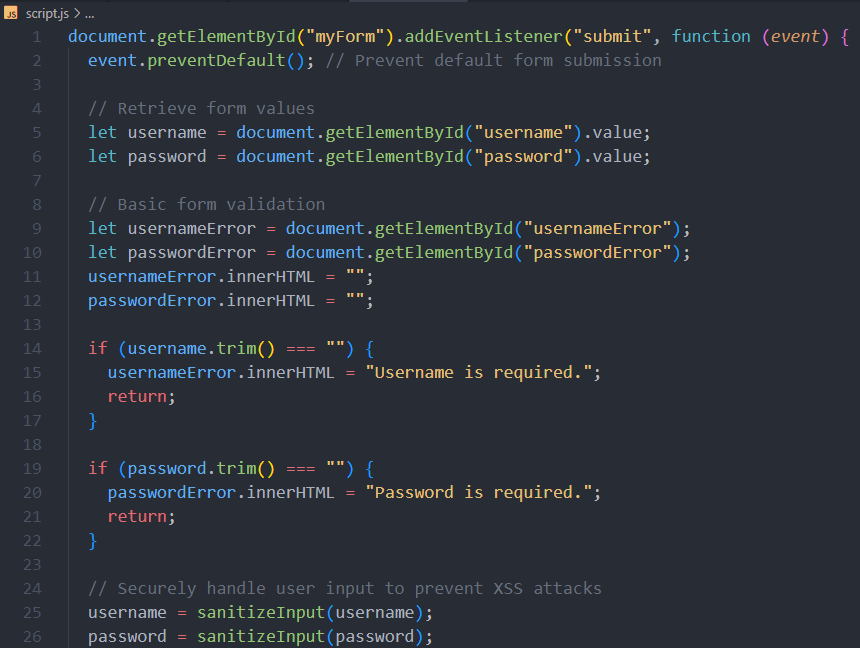 JS script.js > ...
1 document.getElementById("myForm").addEventListener("submit", function (event) {
2 event.preventDefault(); // Prevent default form submission
3
4 // Retrieve form values
5 let username = document.getElementById("username").value;
6 let password = document.getElementById("password").value;
7
8 // Basic form validation
9 let usernameError = document.getElementById("usernameError");
10 let passwordError = document.getElementById("passwordError");
11 usernameError.innerHTML = "";
12 passwordError.innerHTML = "";
13
14 if (username.trim() === "") {
15 usernameError.innerHTML = "Username is required.";
16 return;
17 }
18
19 if (password.trim() === "") {
20 passwordError.innerHTML = "Password is required.";
21 return;
22 }
23
24 // Securely handle user input to prevent XSS attacks
25 username = sanitizeInput(username);
26 password = sanitizeInput(password);